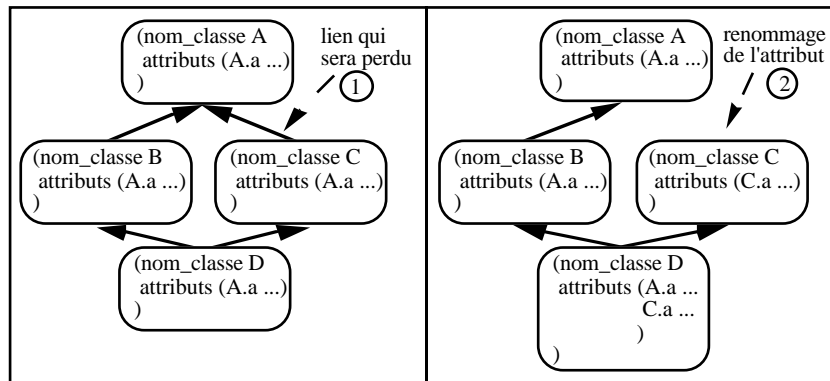 (nom_classe A
attributs (A.a ...)
)
lien qui
sera perdu
1
(nom_classe B
attributs (A.a ...)
)
(nom_classe C
attributs (A.a ...)
)
(nom_classe D
attributs (A.a ...)
)
(nom_classe A
attributs (A.a ...)
)
renommage
de l'attribut
2
(nom_classe B
attributs (A.a ...)
)
(nom_classe C
attributs (C.a ...)
)
(nom_classe D
attributs (A.a ...
C.a ...
)
)